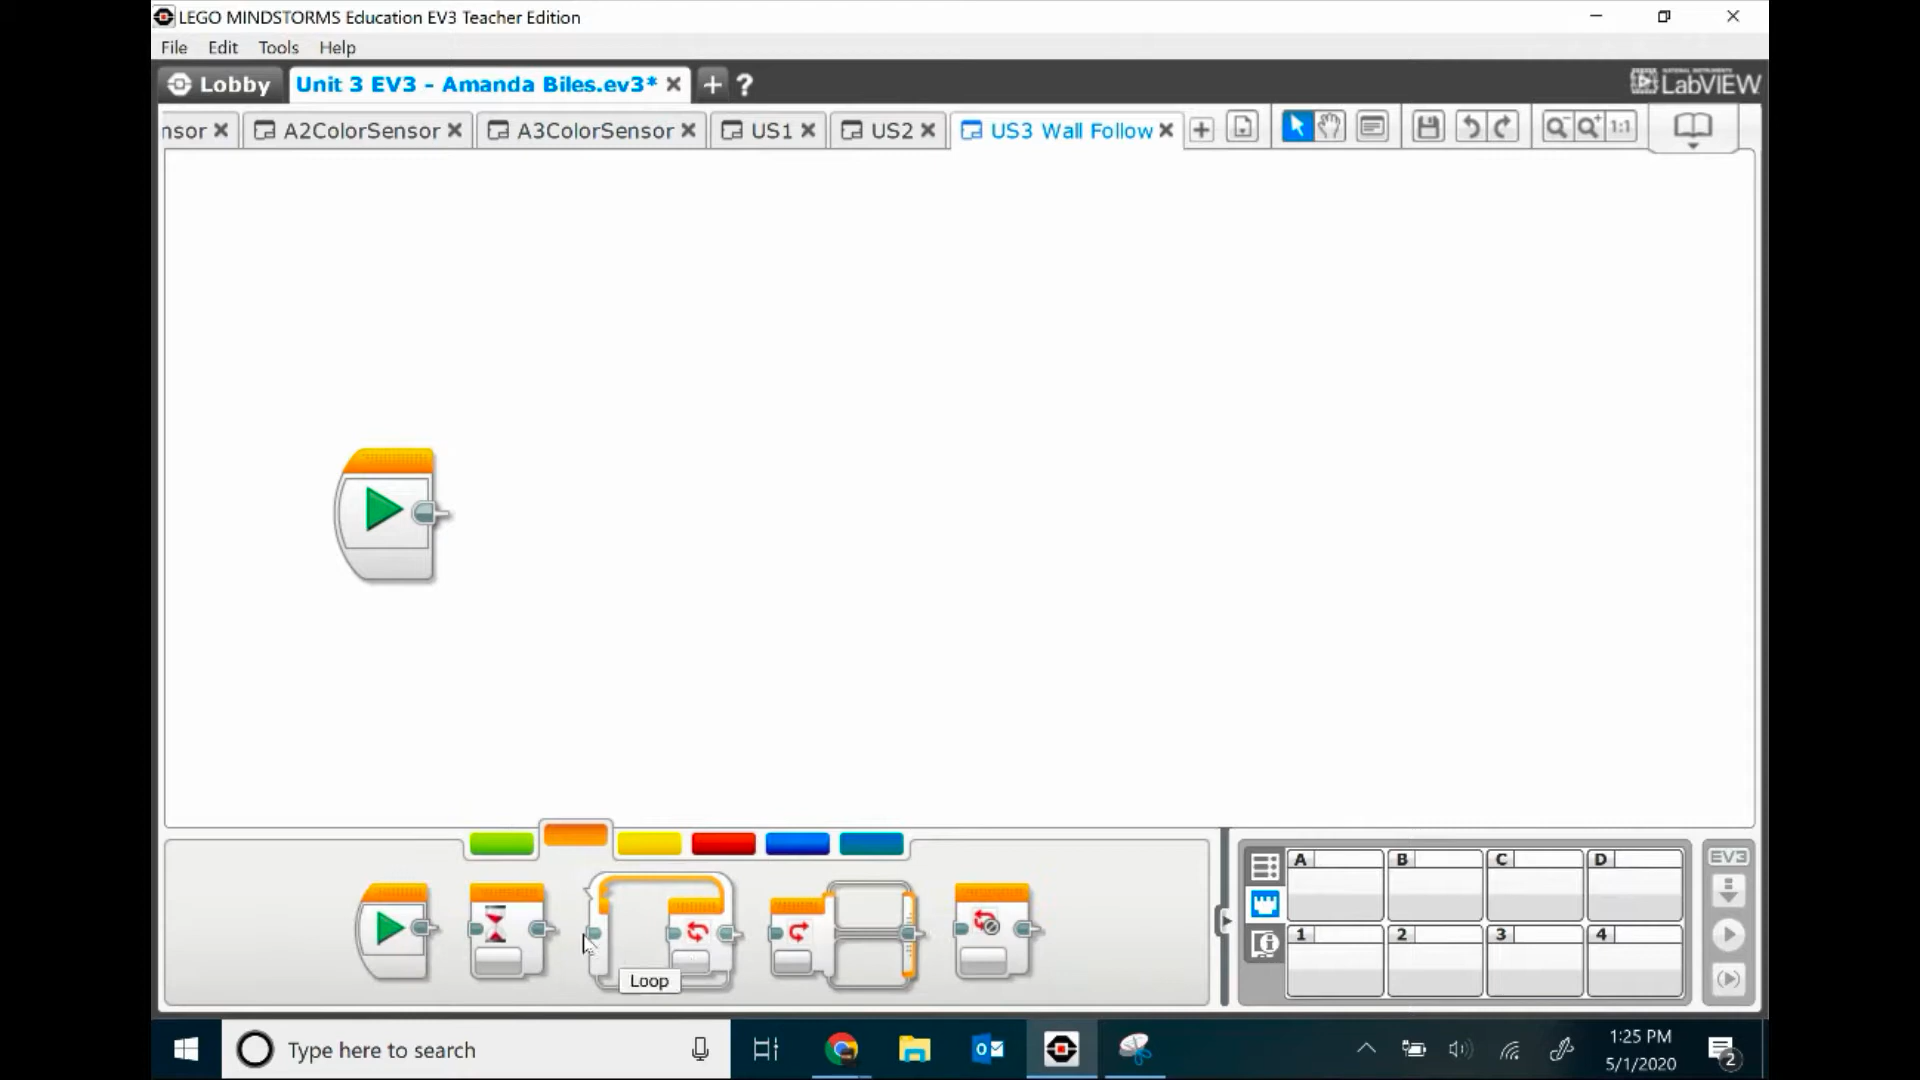 LEGO MINDSTORMS Education EV3 Teacher Edition
File Edit Tools Help
Lobby Unit 3 EV3 - Amanda Biles.ev3* + ? LabVIEW
nsor A2ColorSensor A3ColorSensor US1 US2 US3 Wall Follow 1:1
Loop
A B C D EV3
1 2 3 4
Type here to search
1:25 PM
5/1/2020
2